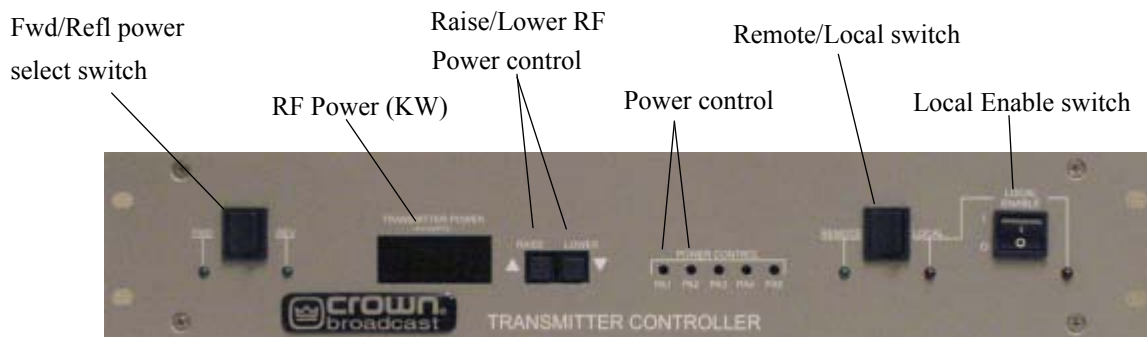 Fwd/Refl power
select switch
RF Power (KW)
Raise/Lower RF
Power control
Power control
Remote/Local switch
Local Enable switch
FWD
REV
TRANSMITTER POWER
RAISE
LOWER
POWER CONTROL
PA1 PA2 PA3 PA4 PA5
REMOTE
LOCAL
LOCAL
ENABLE
I
O
crown
broadcast
TRANSMITTER CONTROLLER